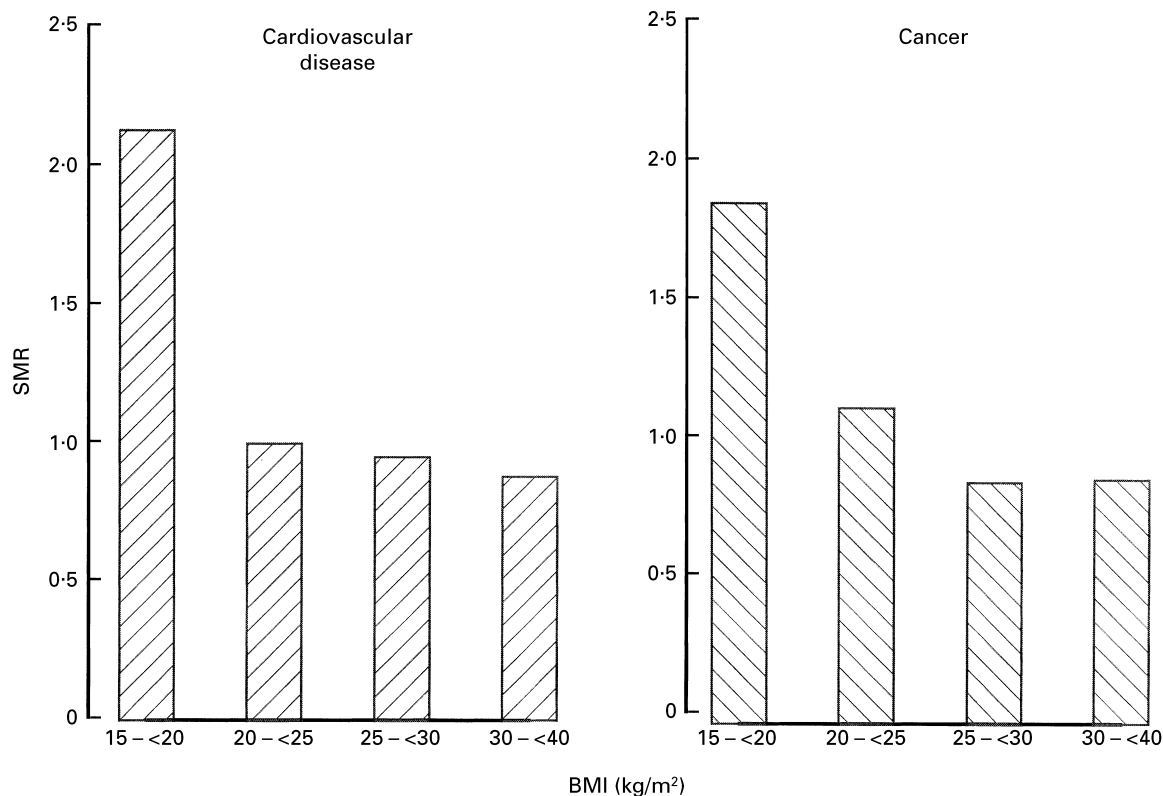 Cardiovascular
disease
2·5
2·0
1·5
1·0
0·5
0
SMR
15 – <20
20 – <25
25 – <30
30 – <40
Cancer
2·5
2·0
1·5
1·0
0·5
0
15 – <20
20 – <25
25 – <30
30 – <40
BMI (kg/m²)